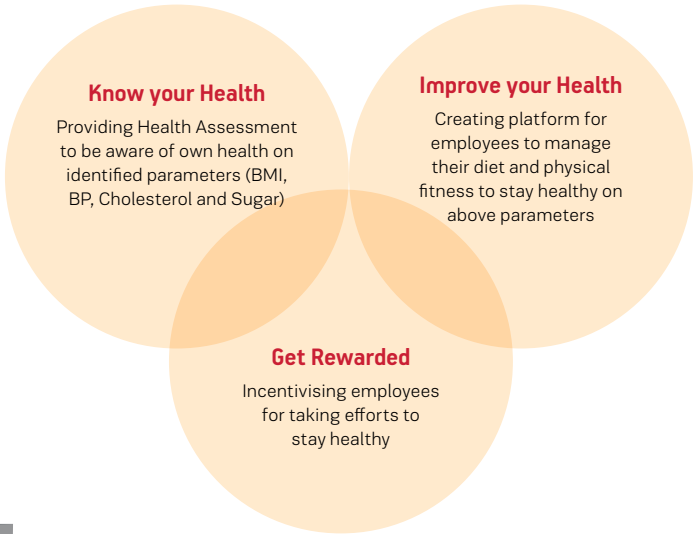 Know your Health
Providing Health Assessment
to be aware of own health on
identified parameters (BMI,
BP, Cholesterol and Sugar)
Improve your Health
Creating platform for
employees to manage
their diet and physical
fitness to stay healthy on
above parameters
Get Rewarded
Incentivising employees
for taking efforts to
stay healthy